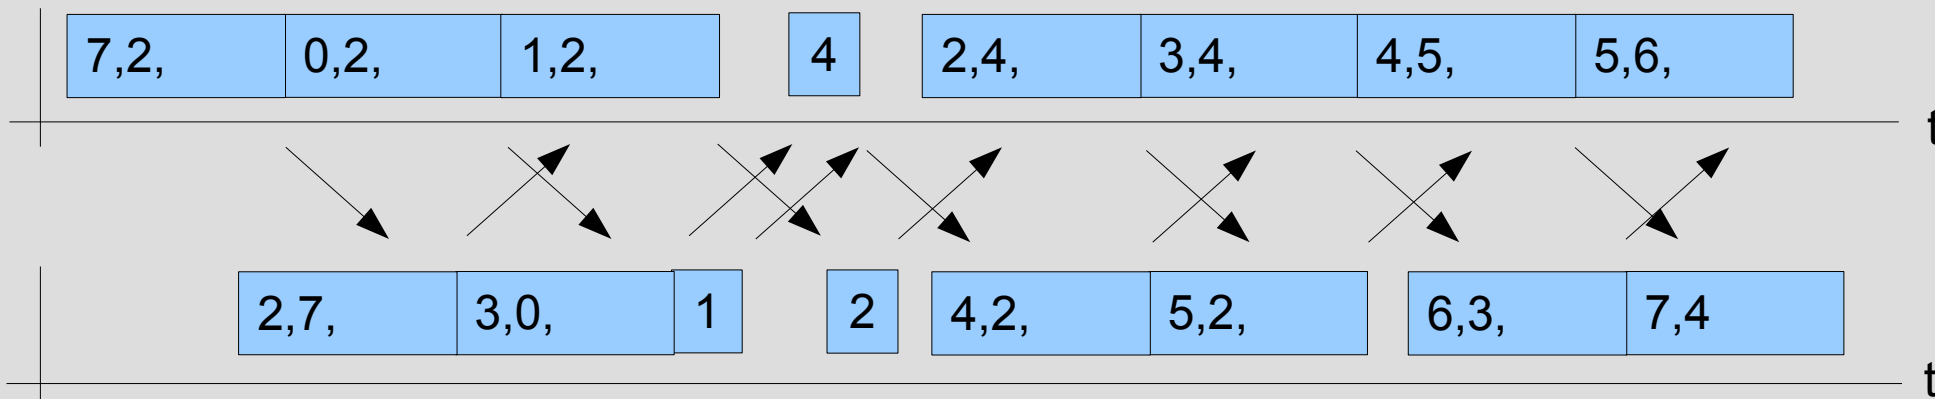 7,2, 0,2, 1,2, 4 2,4, 3,4, 4,5, 5,6,
t
2,7, 3,0, 1 2 4,2, 5,2, 6,3, 7,4
t